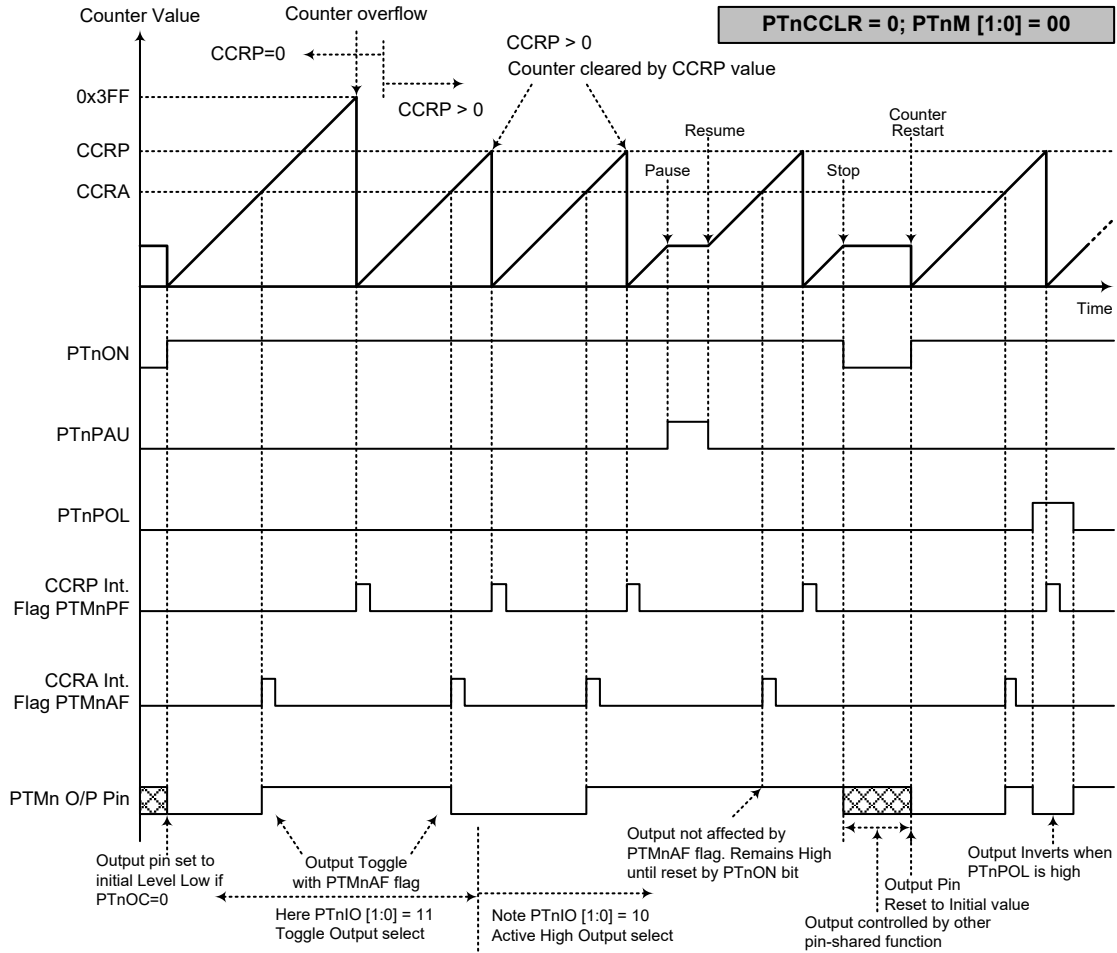 Counter Value
Counter overflow
PTnCCLR = 0; PTnM [1:0] = 00
CCRP=0
CCRP > 0
CCRP > 0
Counter cleared by CCRP value
0x3FF
CCRP
CCRA
Pause
Resume
Stop
Counter
Restart
Time
PTnON
PTnPAU
PTnPOL
CCRP Int.
Flag PTMnPF
CCRA Int.
Flag PTMnAF
PTMn O/P Pin
Output pin set to
initial Level Low if
PTnOC=0
Output Toggle
with PTMnAF flag
Here PTnIO [1:0] = 11
Toggle Output select
Note PTnIO [1:0] = 10
Active High Output select
Output not affected by
PTMnAF flag. Remains High
until reset by PTnON bit
Output Pin
Reset to Initial value
Output controlled by other
pin-shared function
Output Inverts when
PTnPOL is high